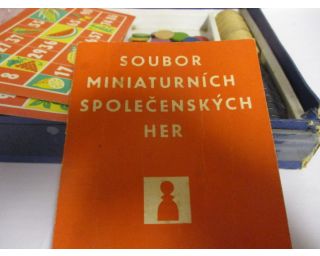 SOUBOR
MINIATURNÍCH
SPOLEČENSKÝCH
HER